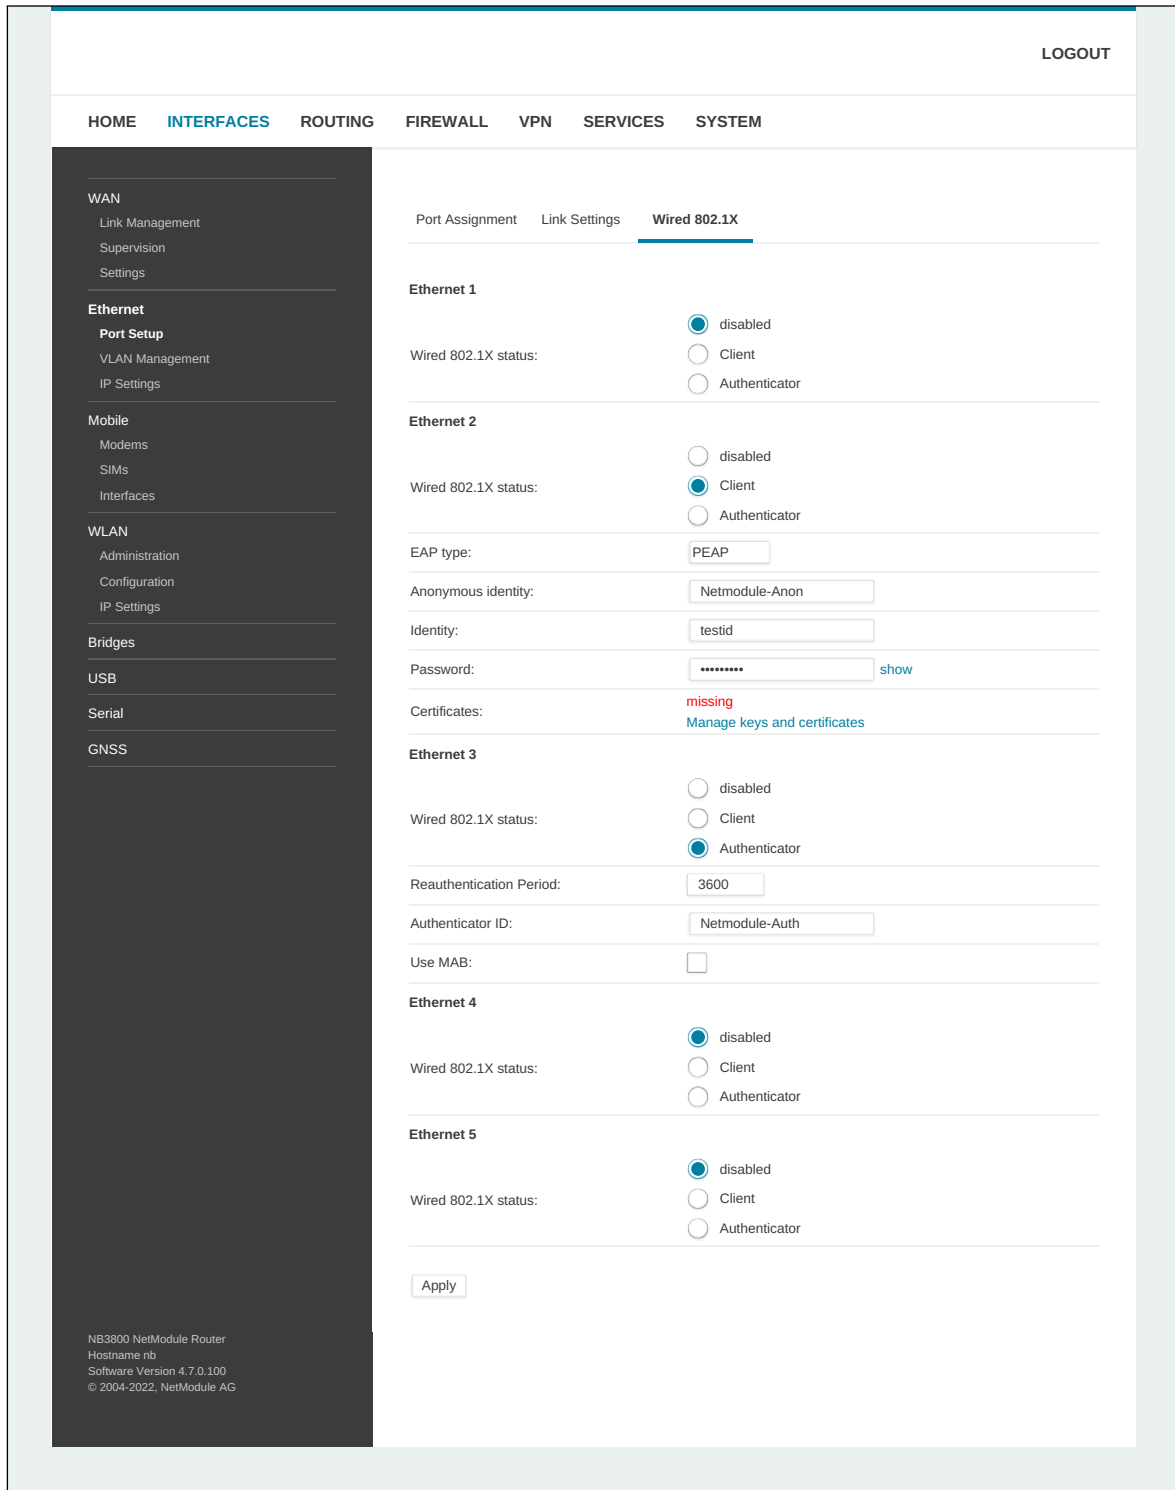 LOGOUT
HOME INTERFACES ROUTING FIREWALL VPN SERVICES SYSTEM
WAN
Link Management
Supervision
Settings
Ethernet
Port Setup
VLAN Management
IP Settings
Mobile
Modems
SIMs
Interfaces
WLAN
Administration
Configuration
IP Settings
Bridges
USB
Serial
GNSS
NB3800 NetModule Router
Hostname nb
Software Version 4.7.0.100
© 2004-2022, NetModule AG
Port Assignment Link Settings Wired 802.1X
Ethernet 1
disabled
Wired 802.1X status: Client
Authenticator
Ethernet 2
disabled
Wired 802.1X status: Client
Authenticator
EAP type: PEAP
Anonymous identity: Netmodule-Anon
Identity: testid
Password: ••••••••• show
missing
Certificates:
Manage keys and certificates
Ethernet 3
disabled
Wired 802.1X status: Client
Authenticator
Reauthentication Period: 3600
Authenticator ID: Netmodule-Auth
Use MAB:
Ethernet 4
disabled
Wired 802.1X status: Client
Authenticator
Ethernet 5
disabled
Wired 802.1X status: Client
Authenticator
Apply